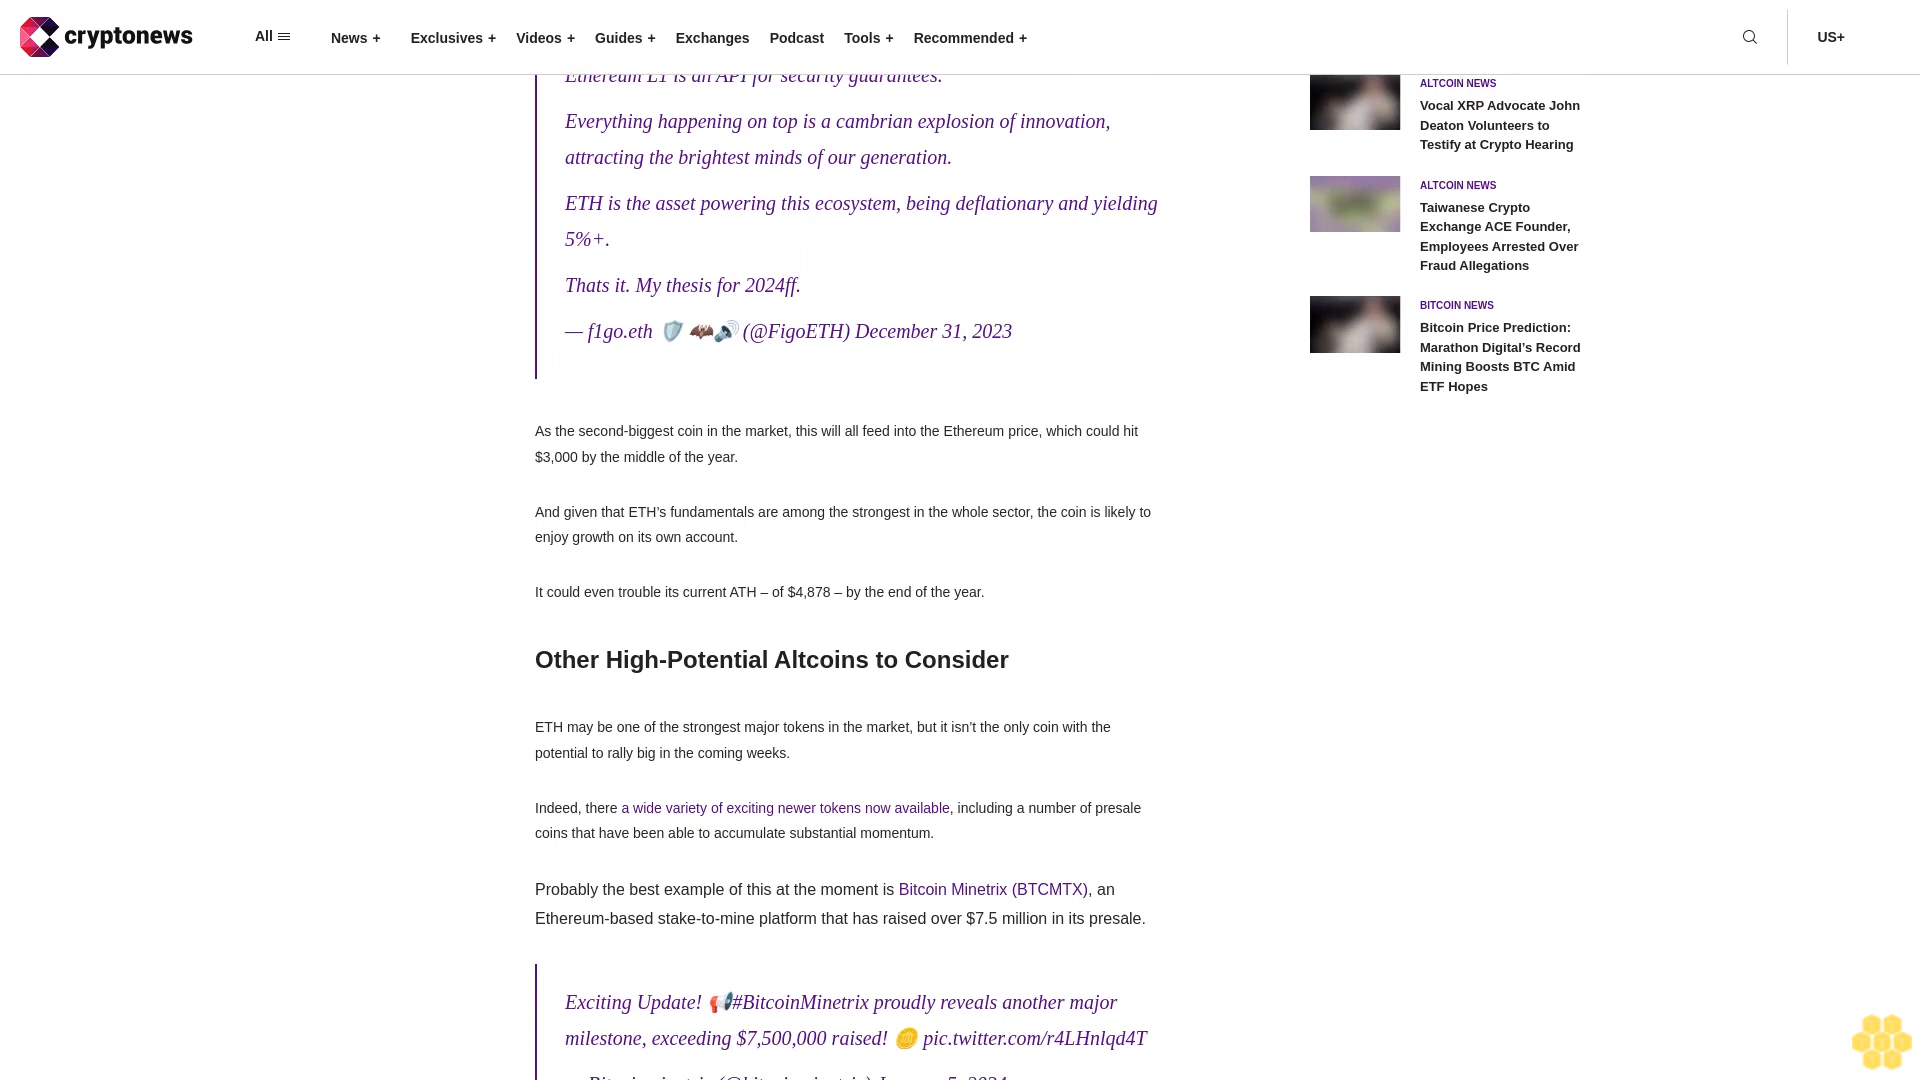 cryptonews
All
News +
Exclusives +
Videos +
Guides +
Exchanges
Podcast
Tools +
Recommended +
US+
Ethereum L1 is an API for security guarantees.
Everything happening on top is a cambrian explosion of innovation,
attracting the brightest minds of our generation.
ETH is the asset powering this ecosystem, being deflationary and yielding
5%+.
Thats it. My thesis for 2024ff.
— f1go.eth 🛡️ 🦇🔊 (@FigoETH) December 31, 2023
As the second-biggest coin in the market, this will all feed into the Ethereum price, which could hit
$3,000 by the middle of the year.
And given that ETH’s fundamentals are among the strongest in the whole sector, the coin is likely to
enjoy growth on its own account.
It could even trouble its current ATH – of $4,878 – by the end of the year.
Other High-Potential Altcoins to Consider
ETH may be one of the strongest major tokens in the market, but it isn’t the only coin with the
potential to rally big in the coming weeks.
Indeed, there a wide variety of exciting newer tokens now available, including a number of presale
coins that have been able to accumulate substantial momentum.
Probably the best example of this at the moment is Bitcoin Minetrix (BTCMTX), an
Ethereum-based stake-to-mine platform that has raised over $7.5 million in its presale.
Exciting Update! 📢#BitcoinMinetrix proudly reveals another major
milestone, exceeding $7,500,000 raised! 🪙 pic.twitter.com/r4LHnlqd4T
ALTCOIN NEWS
Vocal XRP Advocate John
Deaton Volunteers to
Testify at Crypto Hearing
ALTCOIN NEWS
Taiwanese Crypto
Exchange ACE Founder,
Employees Arrested Over
Fraud Allegations
BITCOIN NEWS
Bitcoin Price Prediction:
Marathon Digital’s Record
Mining Boosts BTC Amid
ETF Hopes